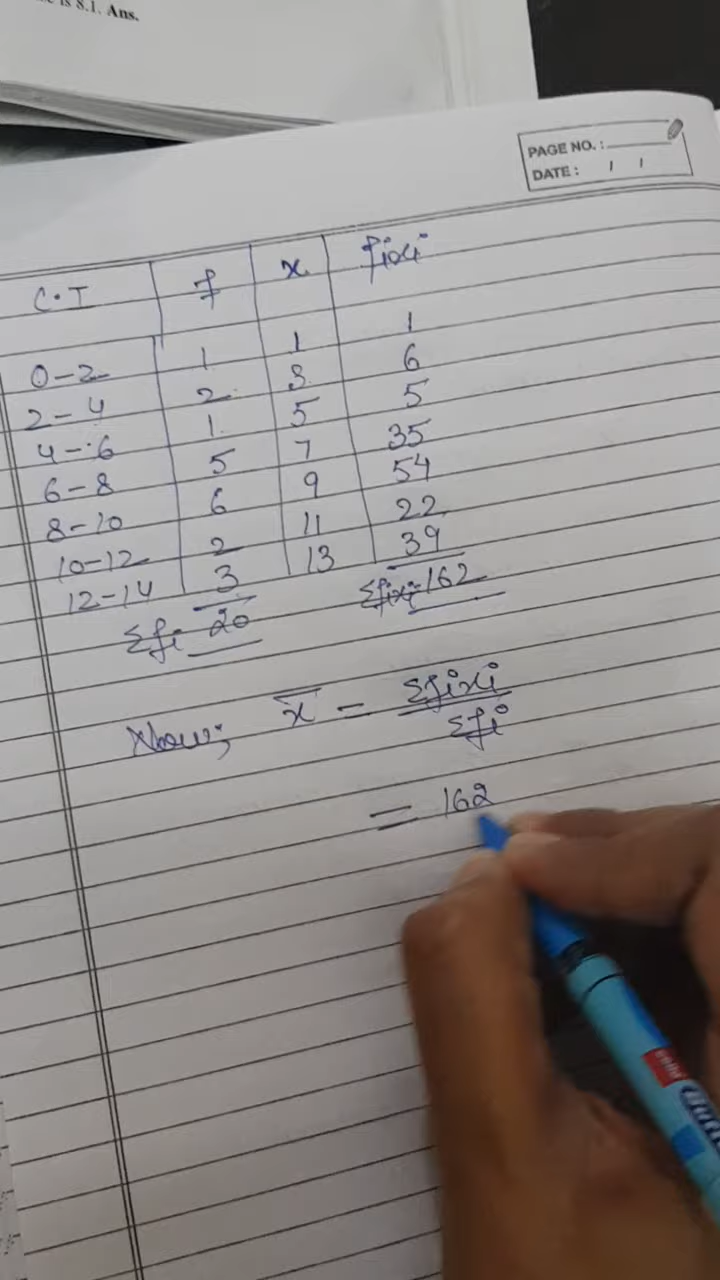 is 8.1. Ans.
PAGE NO. :
DATE : / /
C.I f x fixi
0-2 1 1 1
2-4 2 3 6
4-6 1 5 5
6-8 5 7 35
8-10 6 9 54
10-12 2 11 22
12-14 3 13 39
Σfi 20 Σfixi=162
Now; x̄ = Σfixi
Σfi
= 162